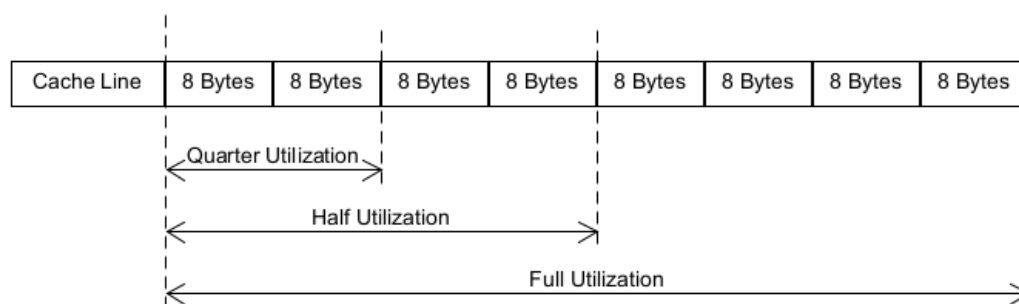 Cache Line 8 Bytes 8 Bytes 8 Bytes 8 Bytes 8 Bytes 8 Bytes 8 Bytes 8 Bytes
Quarter Utilization
Half Utilization
Full Utilization